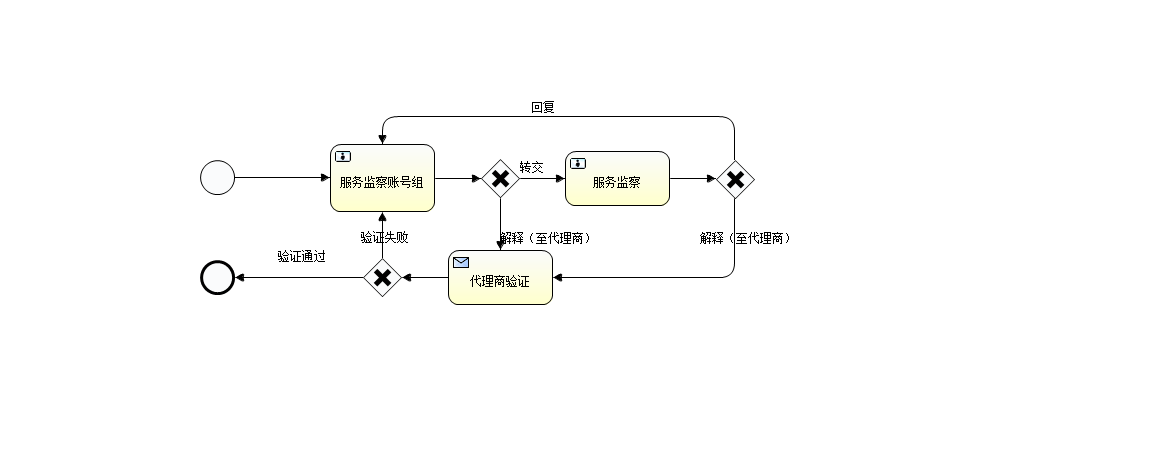 回复
转交
服务监察账号组
服务监察
验证失败
解释（至代理商）
解释（至代理商）
验证通过
代理商验证